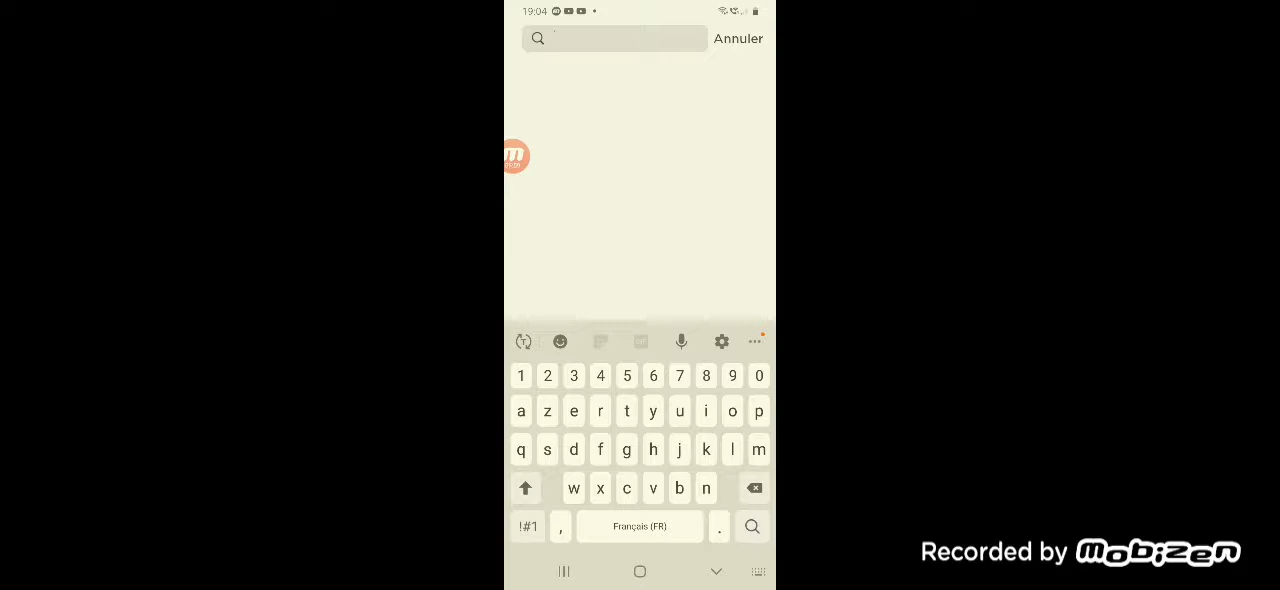 19:04
Annuler
1 2 3 4 5 6 7 8 9 0
a z e r t y u i o p
q s d f g h j k l m
w x c v b n
!#1 , Français (FR) .
Recorded by Mobizen